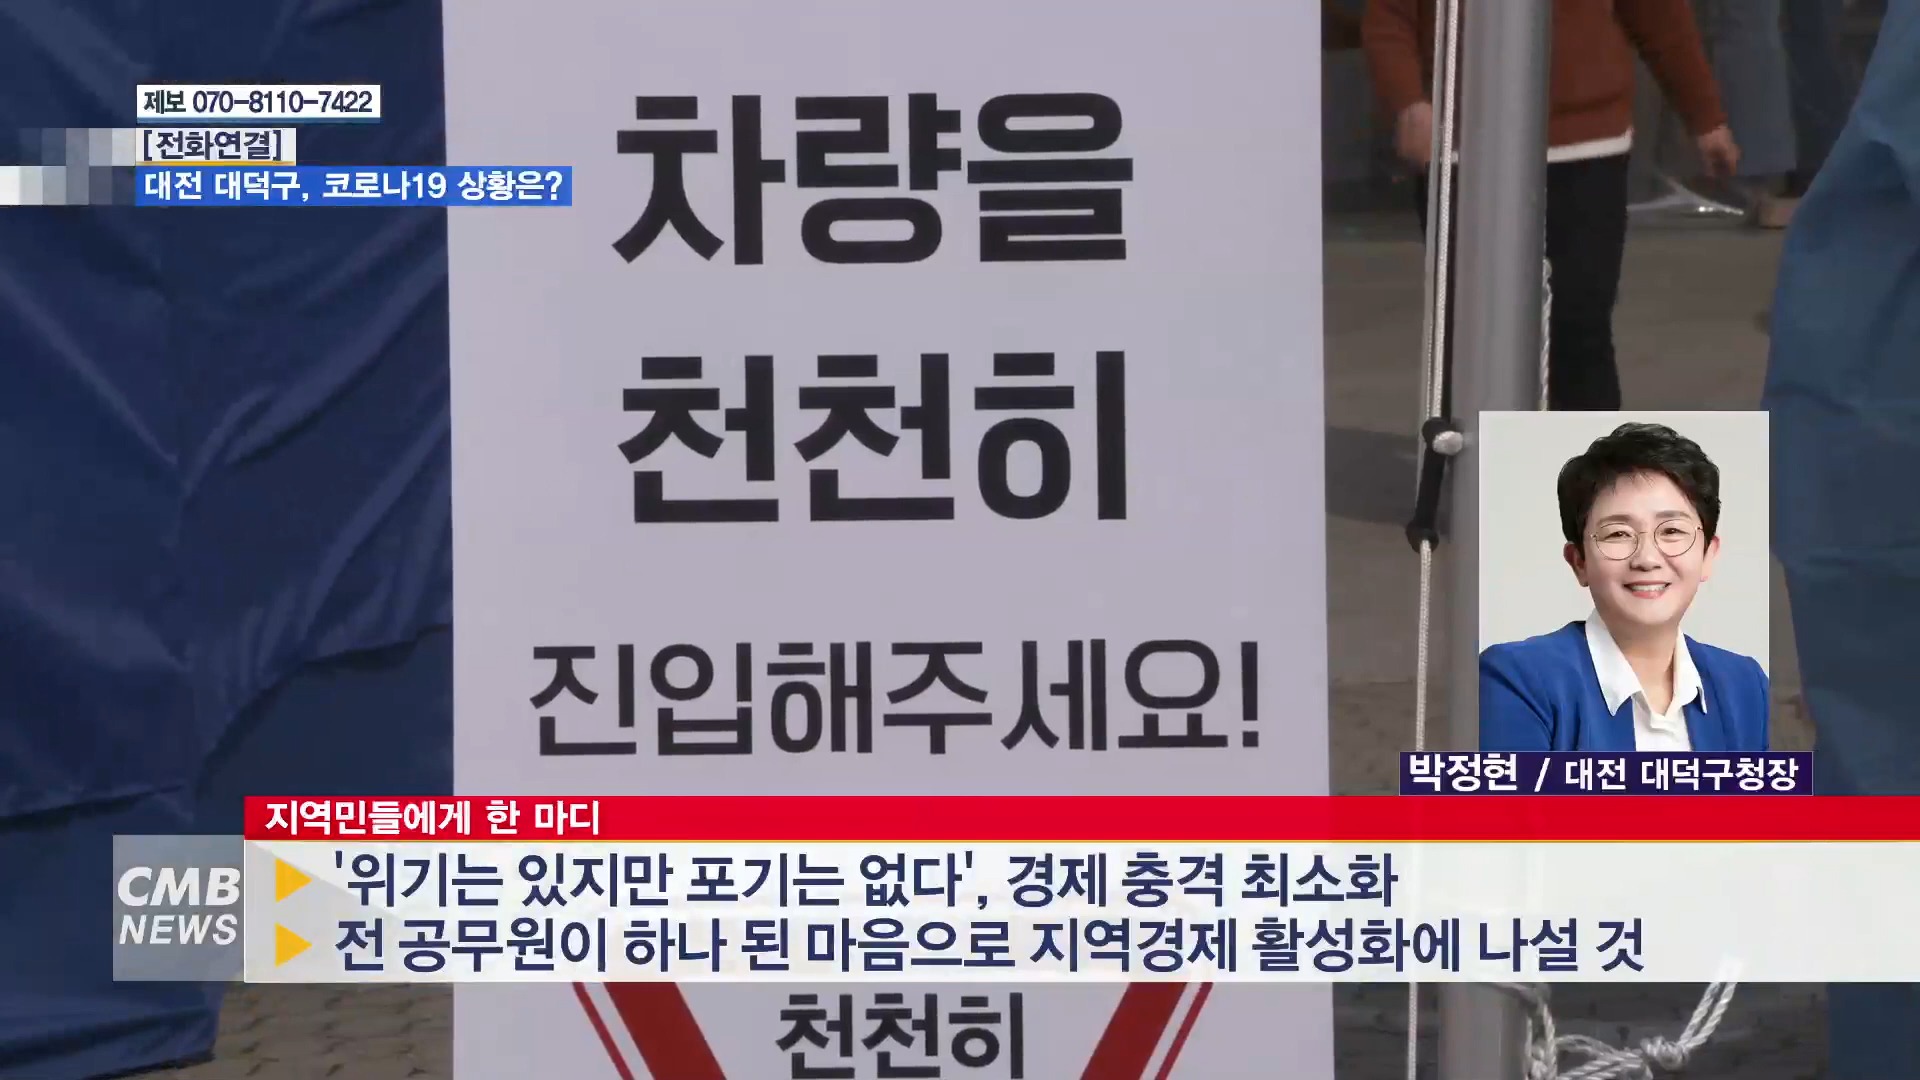 제보 070-8110-7422
[전화연결]
대전 대덕구, 코로나19 상황은?
차량을
천천히
진입해주세요!
박정현 / 대전 대덕구청장
지역민들에게 한 마디
CMB
NEWS
'위기는 있지만 포기는 없다', 경제 충격 최소화
전 공무원이 하나 된 마음으로 지역경제 활성화에 나설 것
천천히